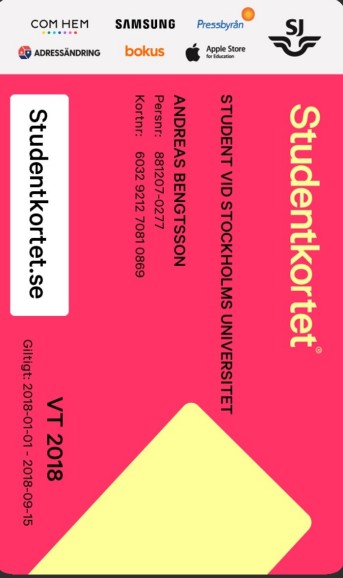 COM HEM
SAMSUNG
Pressbyrån
SJ
ADRESSÄNDRING
bokus
Apple Store
for Education
Studentkortet®
STUDENT VID STOCKHOLMS UNIVERSITET
ANDREAS BENGTSSON
Persnr: 881207-0277
Kortnr: 6032 9212 7081 0869
Studentkortet.se
VT 2018
Giltigt: 2018-01-01 - 2018-09-15